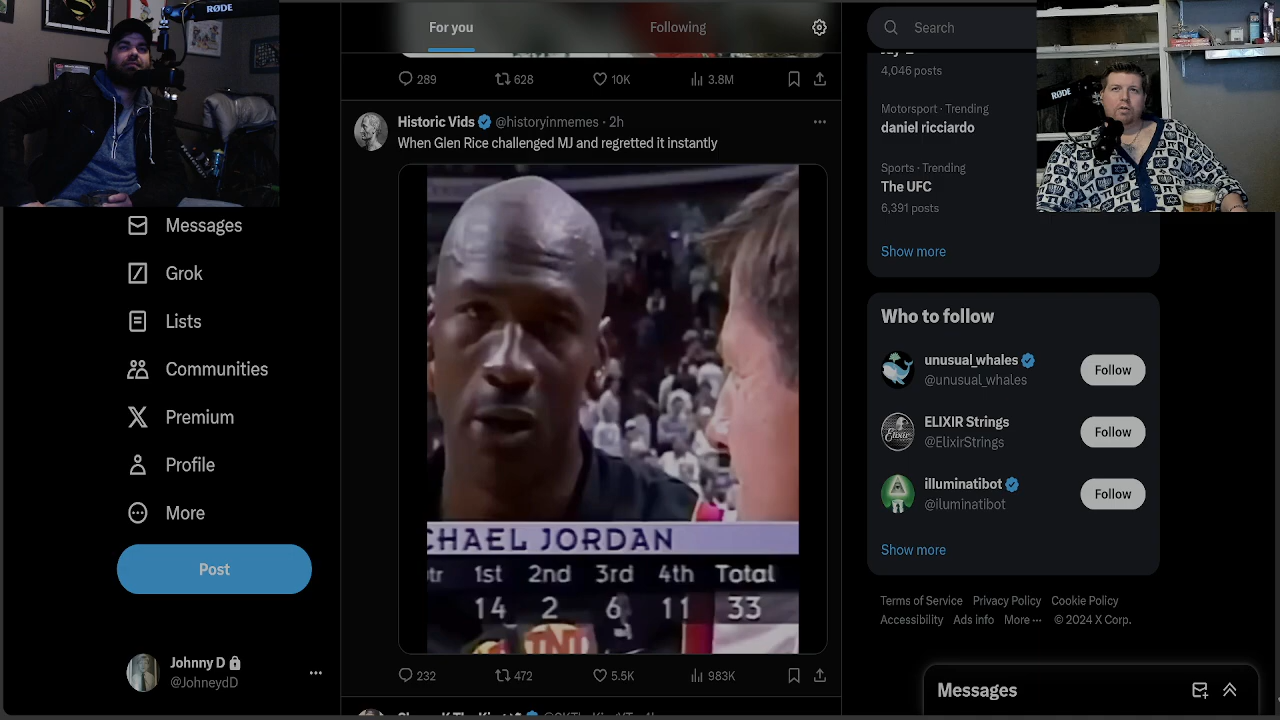 RØDE
For you
Following
Search
RØDE
289
628
10K
3.8M
4,046 posts
Motorsport · Trending
daniel ricciardo
Sports · Trending
The UFC
6,391 posts
Show more
Historic Vids @historyinmemes · 2h
When Glen Rice challenged MJ and regretted it instantly
CHAEL JORDAN
tr 1st 2nd 3rd 4th Total
14 2 6 11 33
TNT
232
472
5.5K
983K
Messages
Grok
Lists
Communities
Premium
Profile
More
Post
Johnny D
@JohneydD
Who to follow
unusual_whales
@unusual_whales
Follow
ELIXIR Strings
@ElixirStrings
Follow
illuminatibot
@iluminatibot
Follow
Show more
Terms of Service Privacy Policy Cookie Policy
Accessibility Ads info More ··· © 2024 X Corp.
Messages